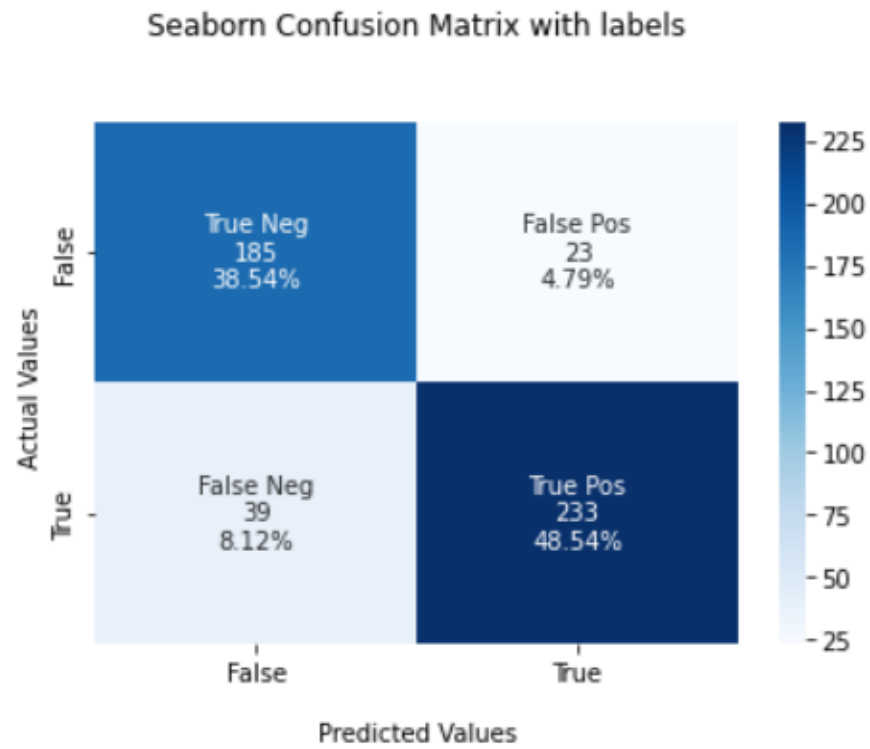 Seaborn Confusion Matrix with labels
True Neg
185
38.54%
False Pos
23
4.79%
False Neg
39
8.12%
True Pos
233
48.54%
False
True
Actual Values
False
True
Predicted Values
225
200
175
150
125
100
75
50
25